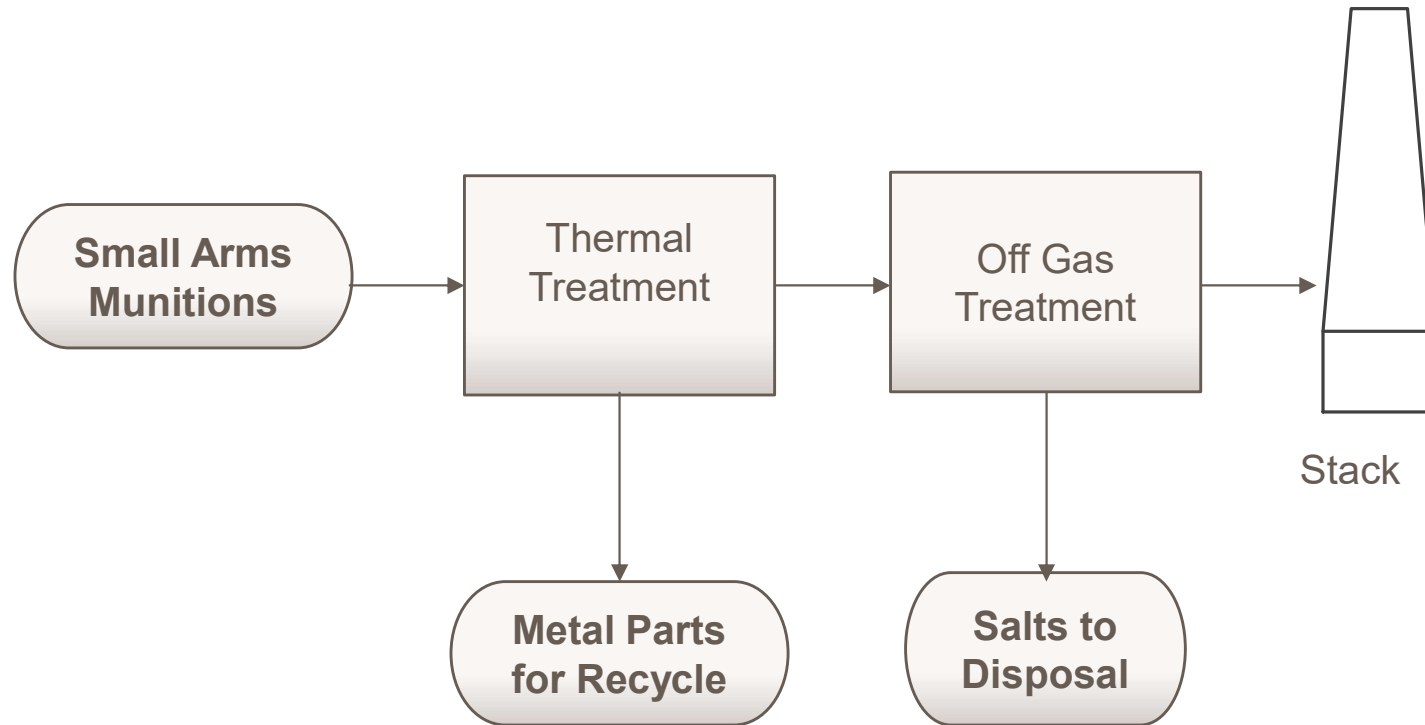 Small Arms
Munitions
Thermal
Treatment
Off Gas
Treatment
Stack
Metal Parts
for Recycle
Salts to
Disposal